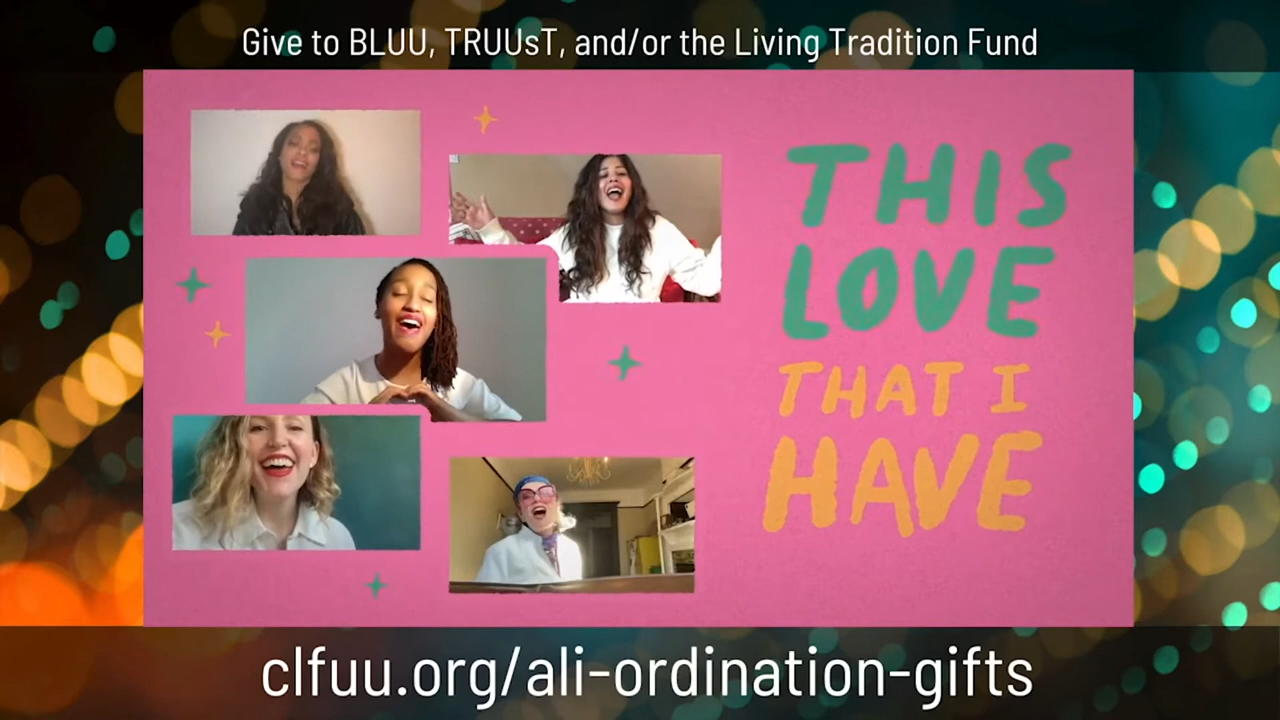 Give to BLUU, TRUUsT, and/or the Living Tradition Fund
THIS
LOVE
THAT I
HAVE
clfuu.org/ali-ordination-gifts